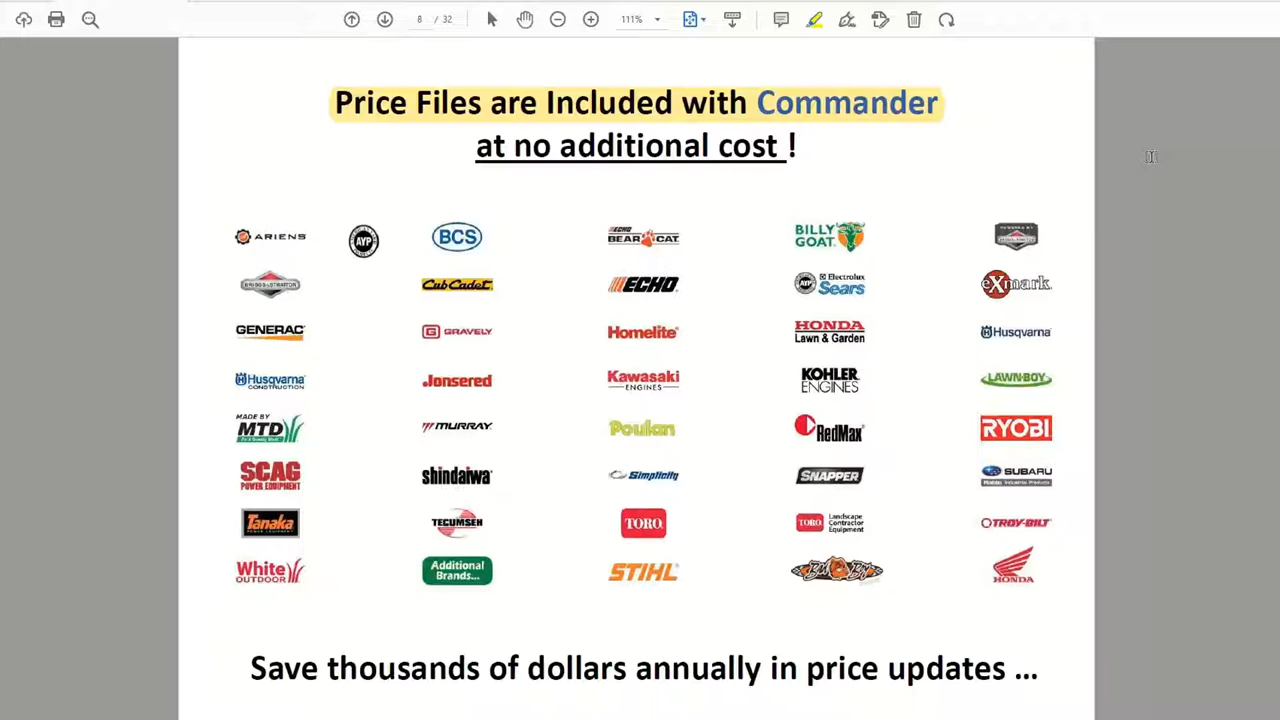 8 / 32
111%
Price Files are Included with Commander
at no additional cost !
ARIENS
AYP
BCS
ECHO
BEAR CAT
BILLY
GOAT
BRIGGS & STRATTON
Cub Cadet
ECHO
AYP
Electrolux
Sears
eXmark
GENERAC
GRAVELY
Homelite
HONDA
Lawn & Garden
Husqvarna
Husqvarna
CONSTRUCTION
Jonsered
Kawasaki
ENGINES
KOHLER
ENGINES
LAWN-BOY
MADE BY
MTD
MURRAY
Poulan
RedMax
RYOBI
SCAG
POWER EQUIPMENT
shindaiwa
Simplicity
SNAPPER
SUBARU
Tanaka
TECUMSEH
TORO
TORO
Landscape
Contractor
Equipment
TROY-BILT
White
OUTDOOR
Additional
Brands...
STIHL
HONDA
Save thousands of dollars annually in price updates ...